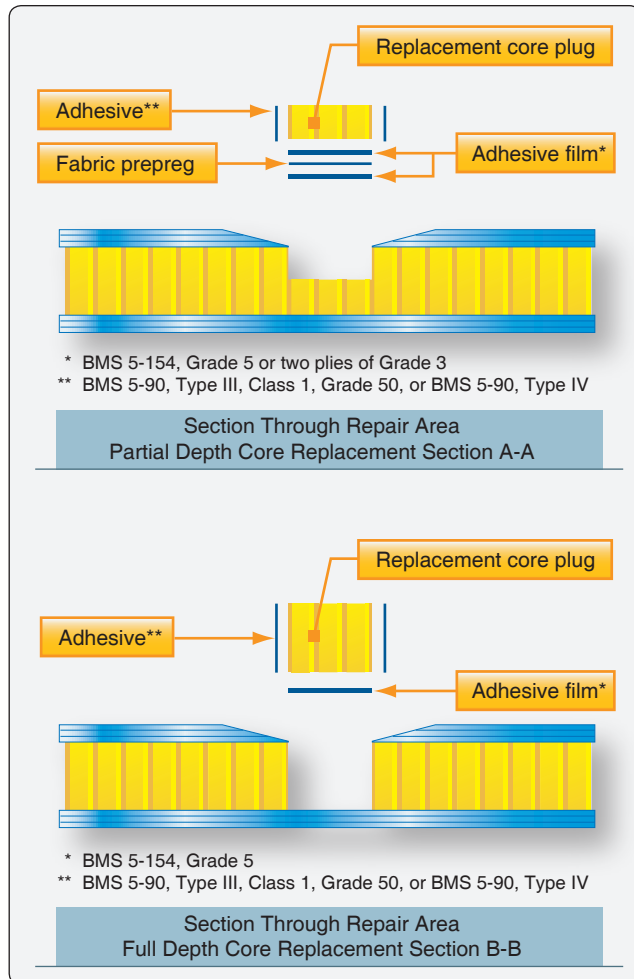 Replacement core plug
Adhesive**
Fabric prepreg
Adhesive film*
* BMS 5-154, Grade 5 or two plies of Grade 3
** BMS 5-90, Type III, Class 1, Grade 50, or BMS 5-90, Type IV
Section Through Repair Area
Partial Depth Core Replacement Section A-A
Replacement core plug
Adhesive**
Adhesive film*
* BMS 5-154, Grade 5
** BMS 5-90, Type III, Class 1, Grade 50, or BMS 5-90, Type IV
Section Through Repair Area
Full Depth Core Replacement Section B-B